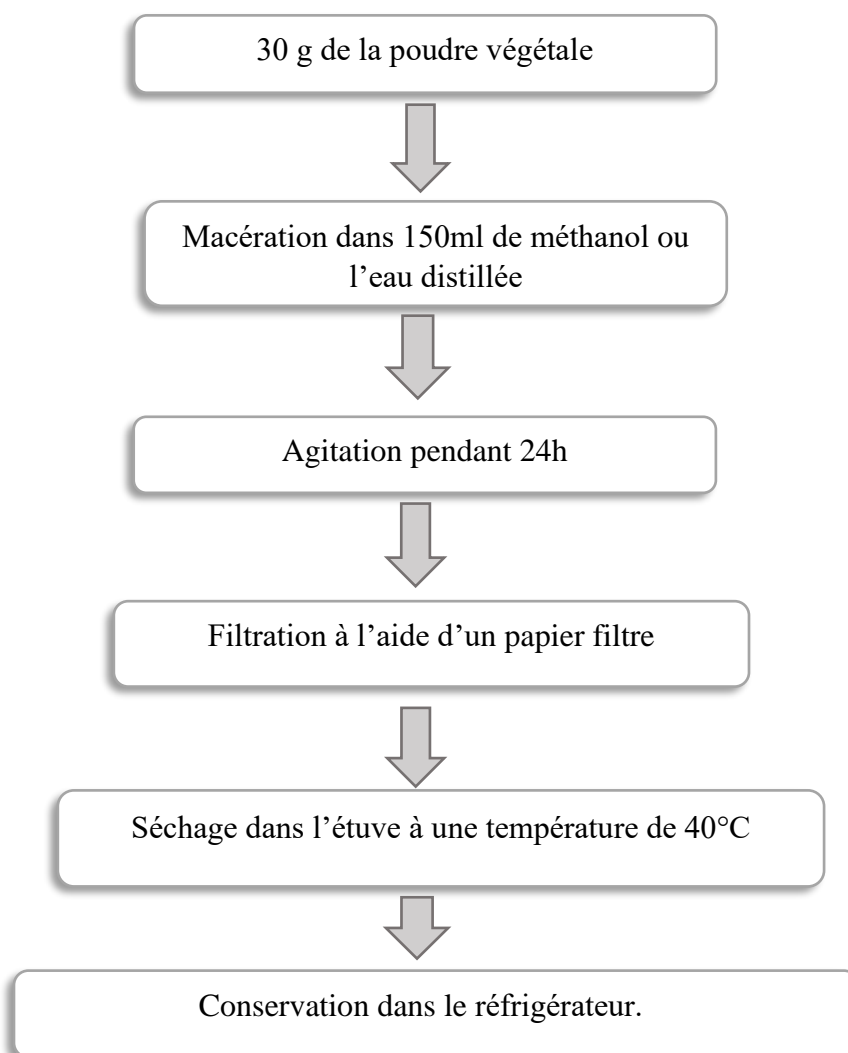 30 g de la poudre végétale
Macération dans 150ml de méthanol ou
l’eau distillée
Agitation pendant 24h
Filtration à l’aide d’un papier filtre
Séchage dans l’étuve à une température de 40°C
Conservation dans le réfrigérateur.